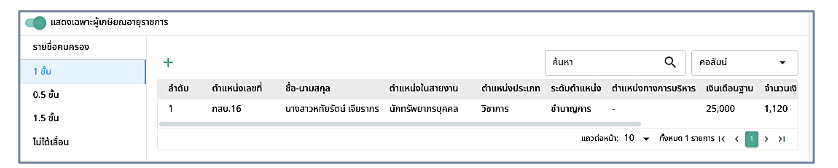 แสดงเฉพาะผู้เกษียณอายุราชการ
รายชื่อคนครอง
1 ขั้น
0.5 ขั้น
1.5 ขั้น
ไม่ได้เลื่อน
+
ค้นหา
คอลัมน์
ลำดับ ตำแหน่งเลขที่ ชื่อ-นามสกุล ตำแหน่งในสายงาน ตำแหน่งประเภท ระดับตำแหน่ง ตำแหน่งทางการบริหาร เงินเดือนฐาน จำนวนเงิ
1 กสบ.16 นางสาวหทัยรัตน์ เจียรากร นักทรัพยากรบุคคล วิชาการ ชำนาญการ - 25,000 1,120
แถวต่อหน้า: 10 ทั้งหมด 1 รายการ |< < 1 > >|